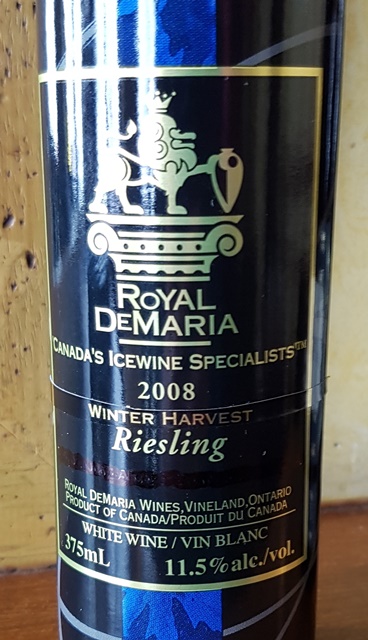 RoYAL
DeMARIA
CANADA'S ICEWINE SPECIALISTS™
2008
WINTER HARVEST
Riesling
ROYAL DEMARIA WINES,VINELAND,ONTARIO
PRODUCT OF CANADA/PRODUIT DU CANADA
WHITE WINE / VIN BLANC
375mL 11.5% alc./vol.